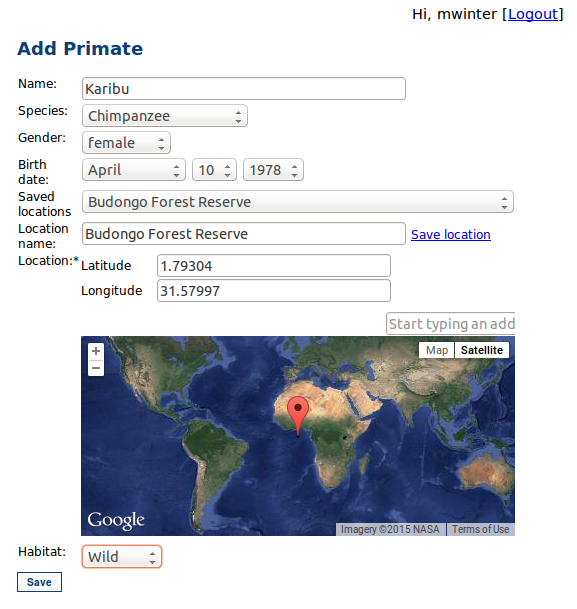 Hi, mwinter [Logout]
Add Primate
Name: Karibu
Species: Chimpanzee
Gender: female
Birth date: April 10 1978
Saved locations Budongo Forest Reserve
Location name: Budongo Forest Reserve Save location
Location:* Latitude 1.79304
Longitude 31.57997
Start typing an add
+ Map Satellite
−
Google Imagery ©2015 NASA Terms of Use
Habitat: Wild
Save